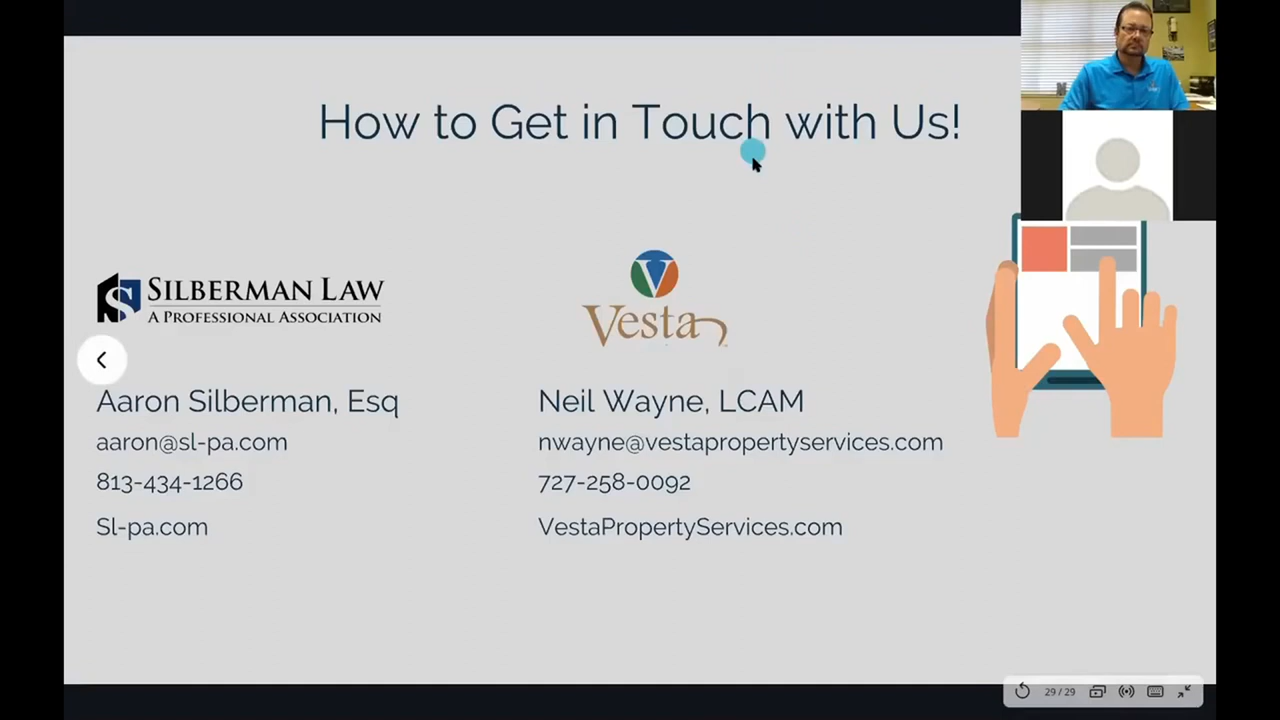 How to Get in Touch with Us!
SILBERMAN LAW
A PROFESSIONAL ASSOCIATION
Aaron Silberman, Esq
aaron@sl-pa.com
813-434-1266
Sl-pa.com
Vesta
Neil Wayne, LCAM
nwayne@vestapropertyservices.com
727-258-0092
VestaPropertyServices.com
29 / 29